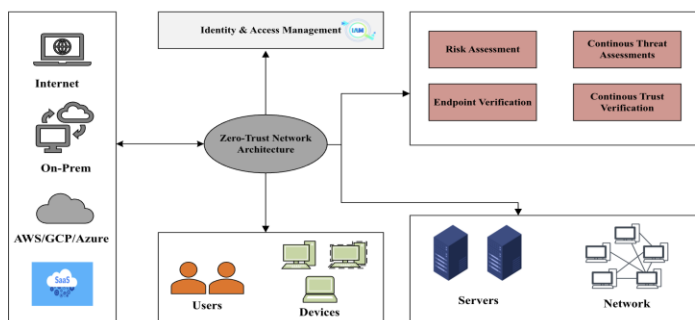 Internet
On-Prem
AWS/GCP/Azure
SaaS
Identity & Access Management
IAM
Zero-Trust Network
Architecture
Users
Devices
Risk Assessment
Continous Threat
Assessments
Endpoint Verification
Continous Trust
Verification
Servers
Network